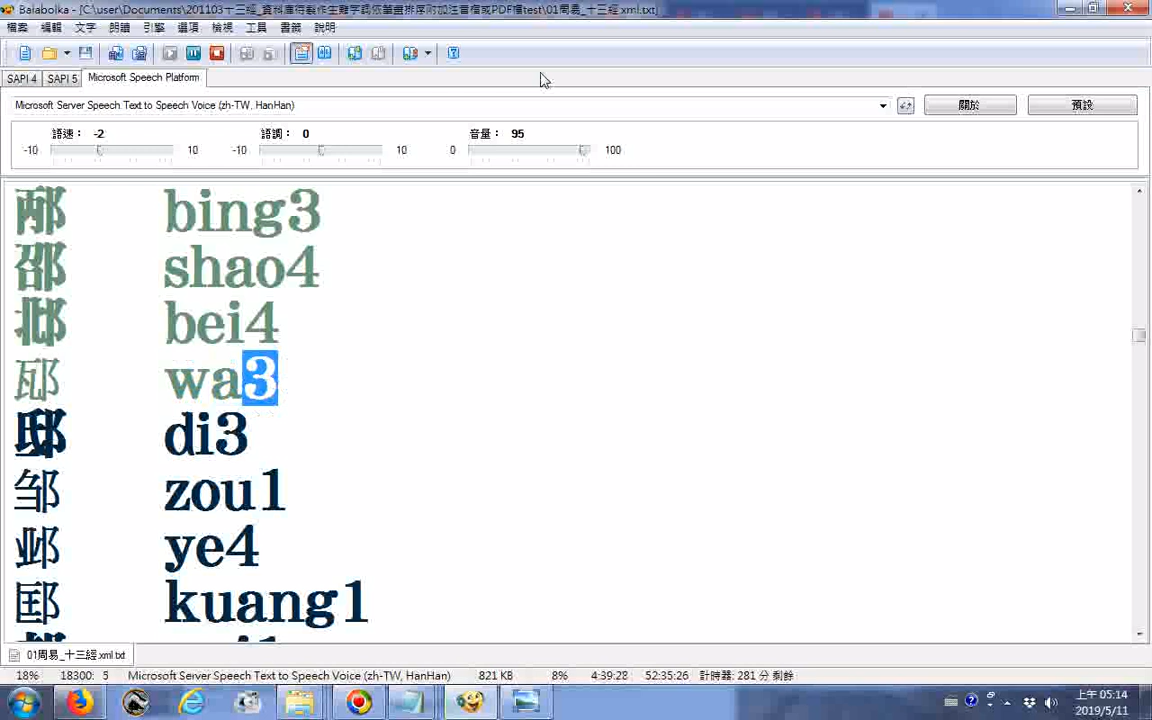 Balabolka - [C:\user\Documents\201103十三經_資料庫待製作生難字詞依筆畫排序附加注音檔或PDF檔test\01周易_十三經xml.txt]
檔案 編輯 文字 朗讀 引擎 選項 檢視 工具 書籤 說明
SAPI 4 SAPI 5 Microsoft Speech Platform
Microsoft Server Speech Text to Speech Voice (zh-TW, HanHan) 關於 預設
語速： -2 語調： 0 音量： 95
-10 10 -10 10 0 100
邴 bing3
邵 shao4
邶 bei4
邷 wa3
邸 di3
邹 zou1
邺 ye4
邼 kuang1
01周易_十三經.xml.txt
18% 18300: 5 Microsoft Server Speech Text to Speech Voice (zh-TW, HanHan) 821 KB 8% 4:39:28 52:35:26 計時器: 281 分 剩餘
上午 05:14
2019/5/11